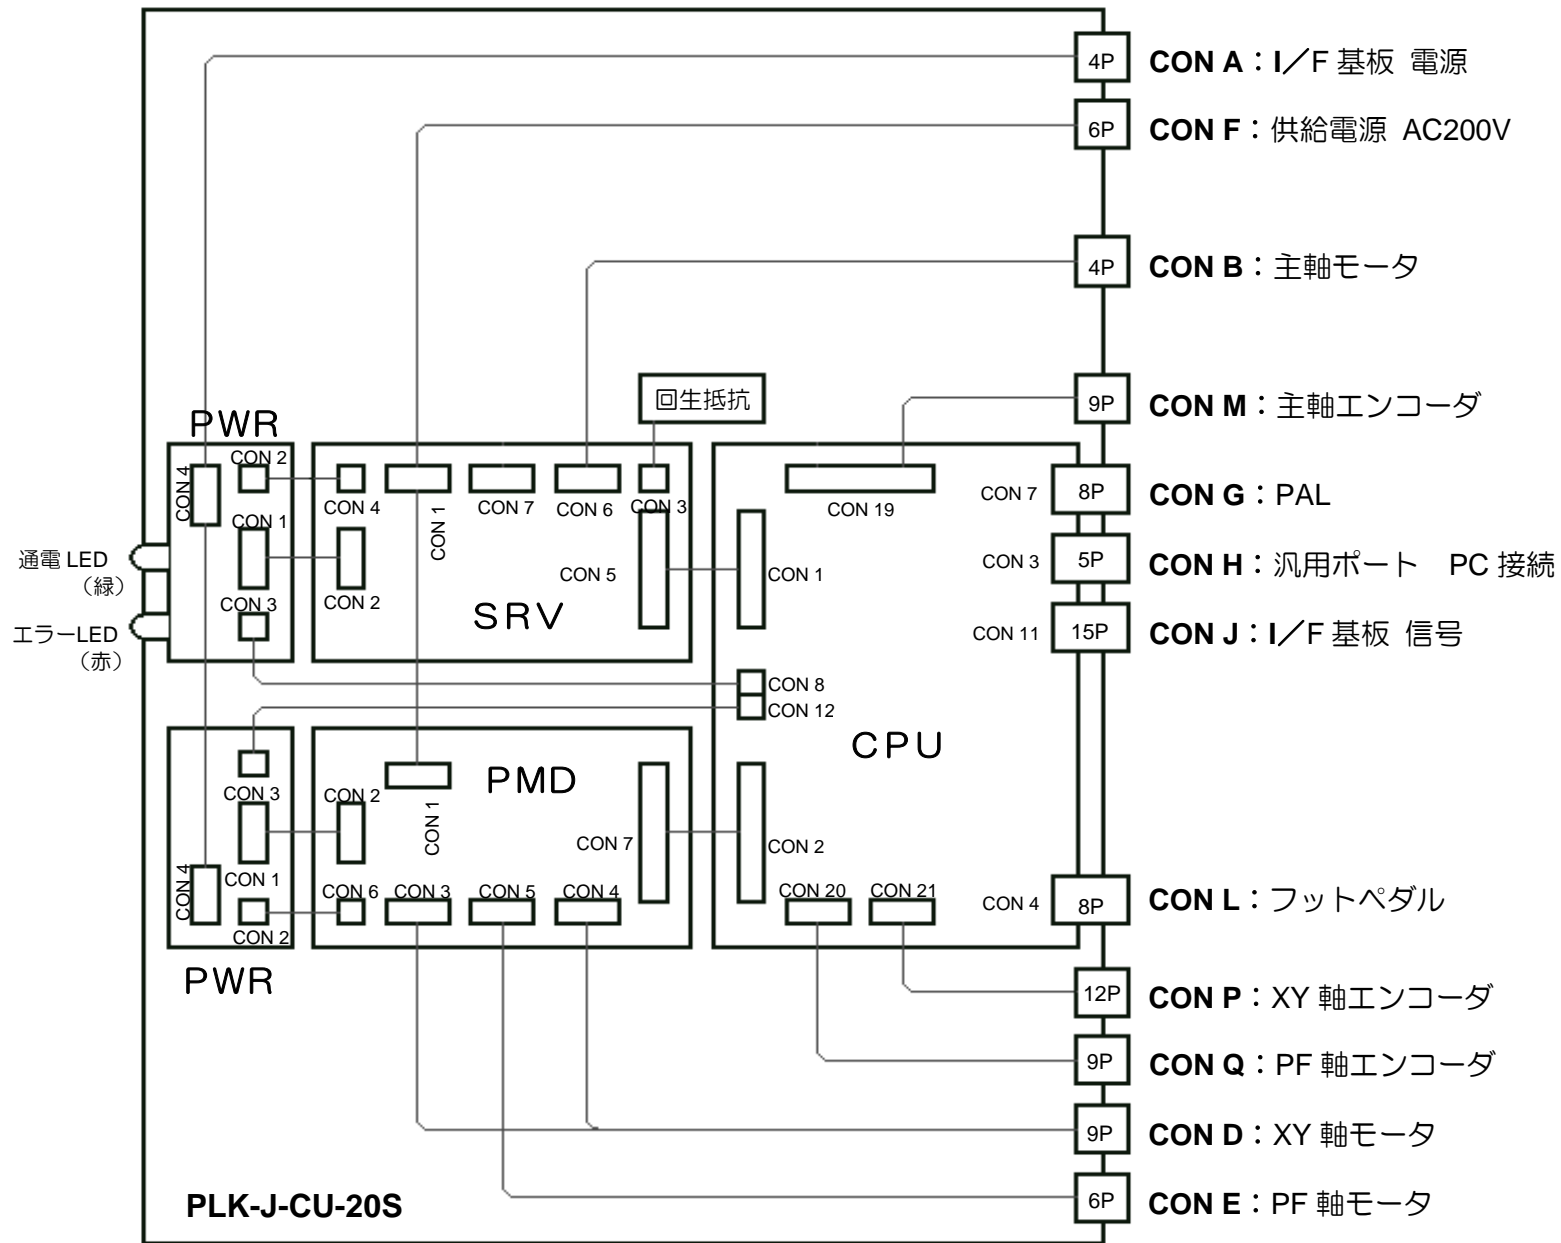 4P CON A：I／F 基板 電源
6P CON F：供給電源 AC200V
4P CON B：主軸モータ
回生抵抗
9P CON M：主軸エンコーダ
PWR
CON 2
CON 4
CON 1
CON 3
通電 LED
（緑）
エラーLED
（赤）
CON 4
CON 1
CON 7
CON 6
CON 3
CON 2
CON 5
SRV
CON 19
CON 1
CON 7 8P CON G：PAL
CON 3 5P CON H：汎用ポート PC 接続
CON 11 15P CON J：I／F 基板 信号
CON 8
CON 12
CPU
CON 3
CON 1
CON 4
CON 2
PWR
CON 2
CON 1
PMD
CON 7
CON 6
CON 3
CON 5
CON 4
CON 2
CON 20
CON 21
CON 4 8P CON L：フットペダル
12P CON P：XY 軸エンコーダ
9P CON Q：PF 軸エンコーダ
9P CON D：XY 軸モータ
6P CON E：PF 軸モータ
PLK-J-CU-20S